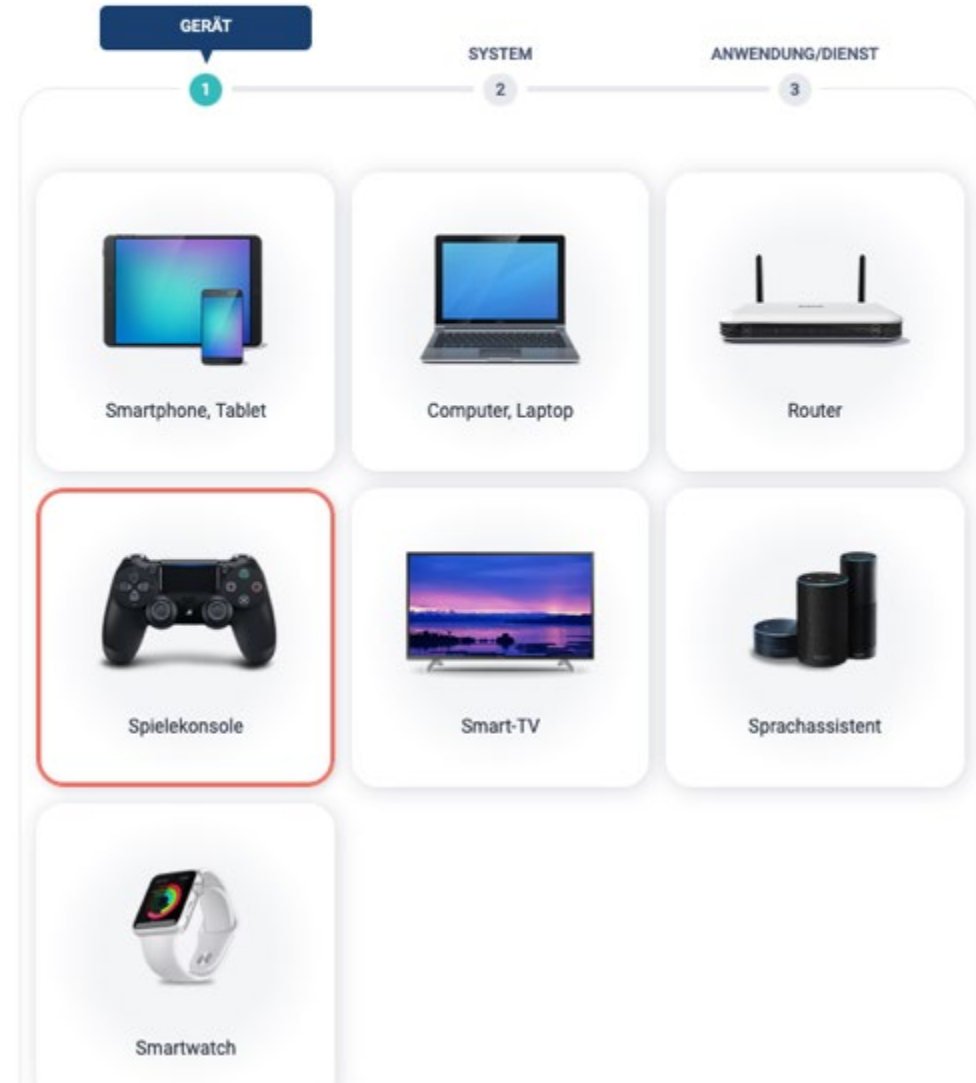 GERÄT
SYSTEM
ANWENDUNG/DIENST
1
2
3
Smartphone, Tablet
Computer, Laptop
Router
Spielekonsole
Smart-TV
Sprachassistent
Smartwatch